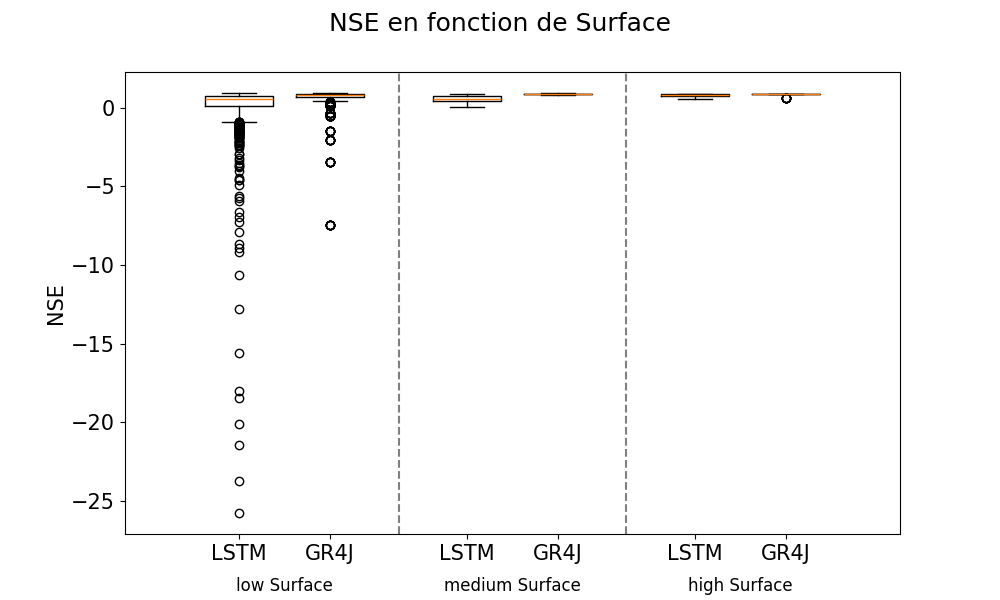 NSE en fonction de Surface
NSE
0
−5
−10
−15
−20
−25
LSTM GR4J LSTM GR4J LSTM GR4J
low Surface medium Surface high Surface